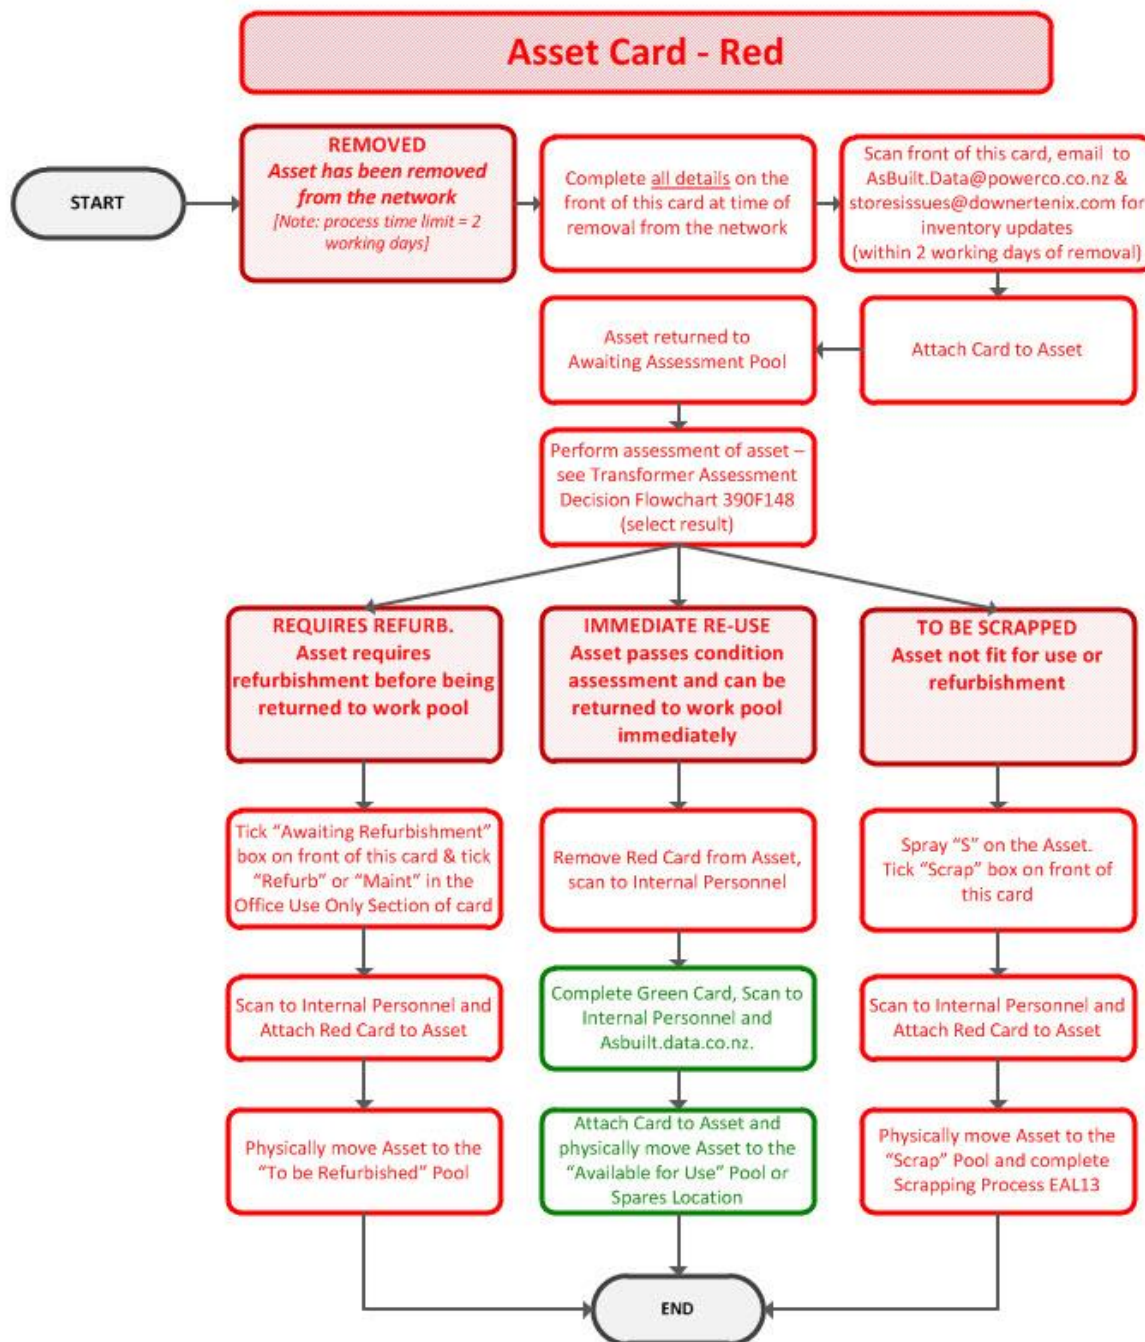 Asset Card - Red
START
REMOVED
Asset has been removed
from the network
[Note: process time limit = 2
working days]
Complete all details on the
front of this card at time of
removal from the network
Scan front of this card, email to
AsBuilt.Data@powerco.co.nz &
storesissues@downertenix.com for
inventory updates
(within 2 working days of removal)
Attach Card to Asset
Asset returned to
Awaiting Assessment Pool
Perform assessment of asset –
see Transformer Assessment
Decision Flowchart 390F148
(select result)
REQUIRES REFURB.
Asset requires
refurbishment before being
returned to work pool
Tick “Awaiting Refurbishment”
box on front of this card & tick
“Refurb” or “Maint” in the
Office Use Only Section of card
Scan to Internal Personnel and
Attach Red Card to Asset
Physically move Asset to the
“To be Refurbished” Pool
IMMEDIATE RE-USE
Asset passes condition
assessment and can be
returned to work pool
immediately
Remove Red Card from Asset,
scan to Internal Personnel
Complete Green Card, Scan to
Internal Personnel and
Asbuilt.data.co.nz.
Attach Card to Asset and
physically move Asset to the
“Available for Use” Pool or
Spares Location
TO BE SCRAPPED
Asset not fit for use or
refurbishment
Spray “S” on the Asset.
Tick “Scrap” box on front of
this card
Scan to Internal Personnel and
Attach Red Card to Asset
Physically move Asset to the
“Scrap” Pool and complete
Scrapping Process EAL13
END